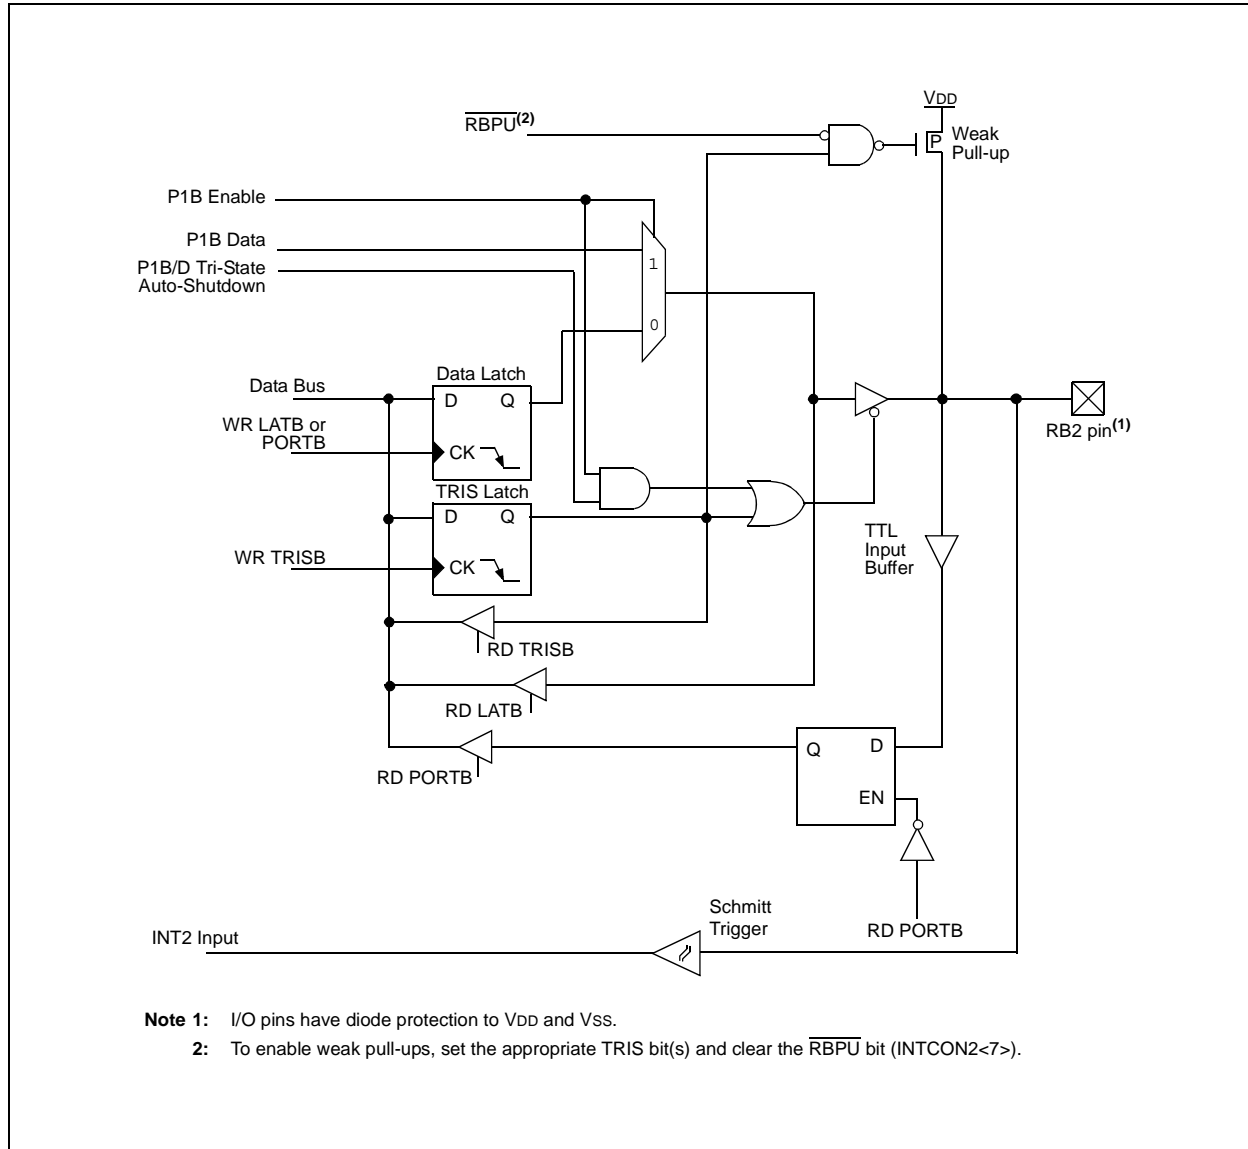 VDD
RBPU(2)
Weak
Pull-up
P
P1B Enable
P1B Data
P1B/D Tri-State
Auto-Shutdown
1
0
Data Latch
Data Bus
D Q
WR LATB or
PORTB
CK
RB2 pin(1)
TRIS Latch
D Q
WR TRISB
CK
TTL
Input
Buffer
RD TRISB
RD LATB
Q D
RD PORTB
EN
Schmitt
Trigger
RD PORTB
INT2 Input
Note 1: I/O pins have diode protection to VDD and VSS.
2: To enable weak pull-ups, set the appropriate TRIS bit(s) and clear the RBPU bit (INTCON2<7>).